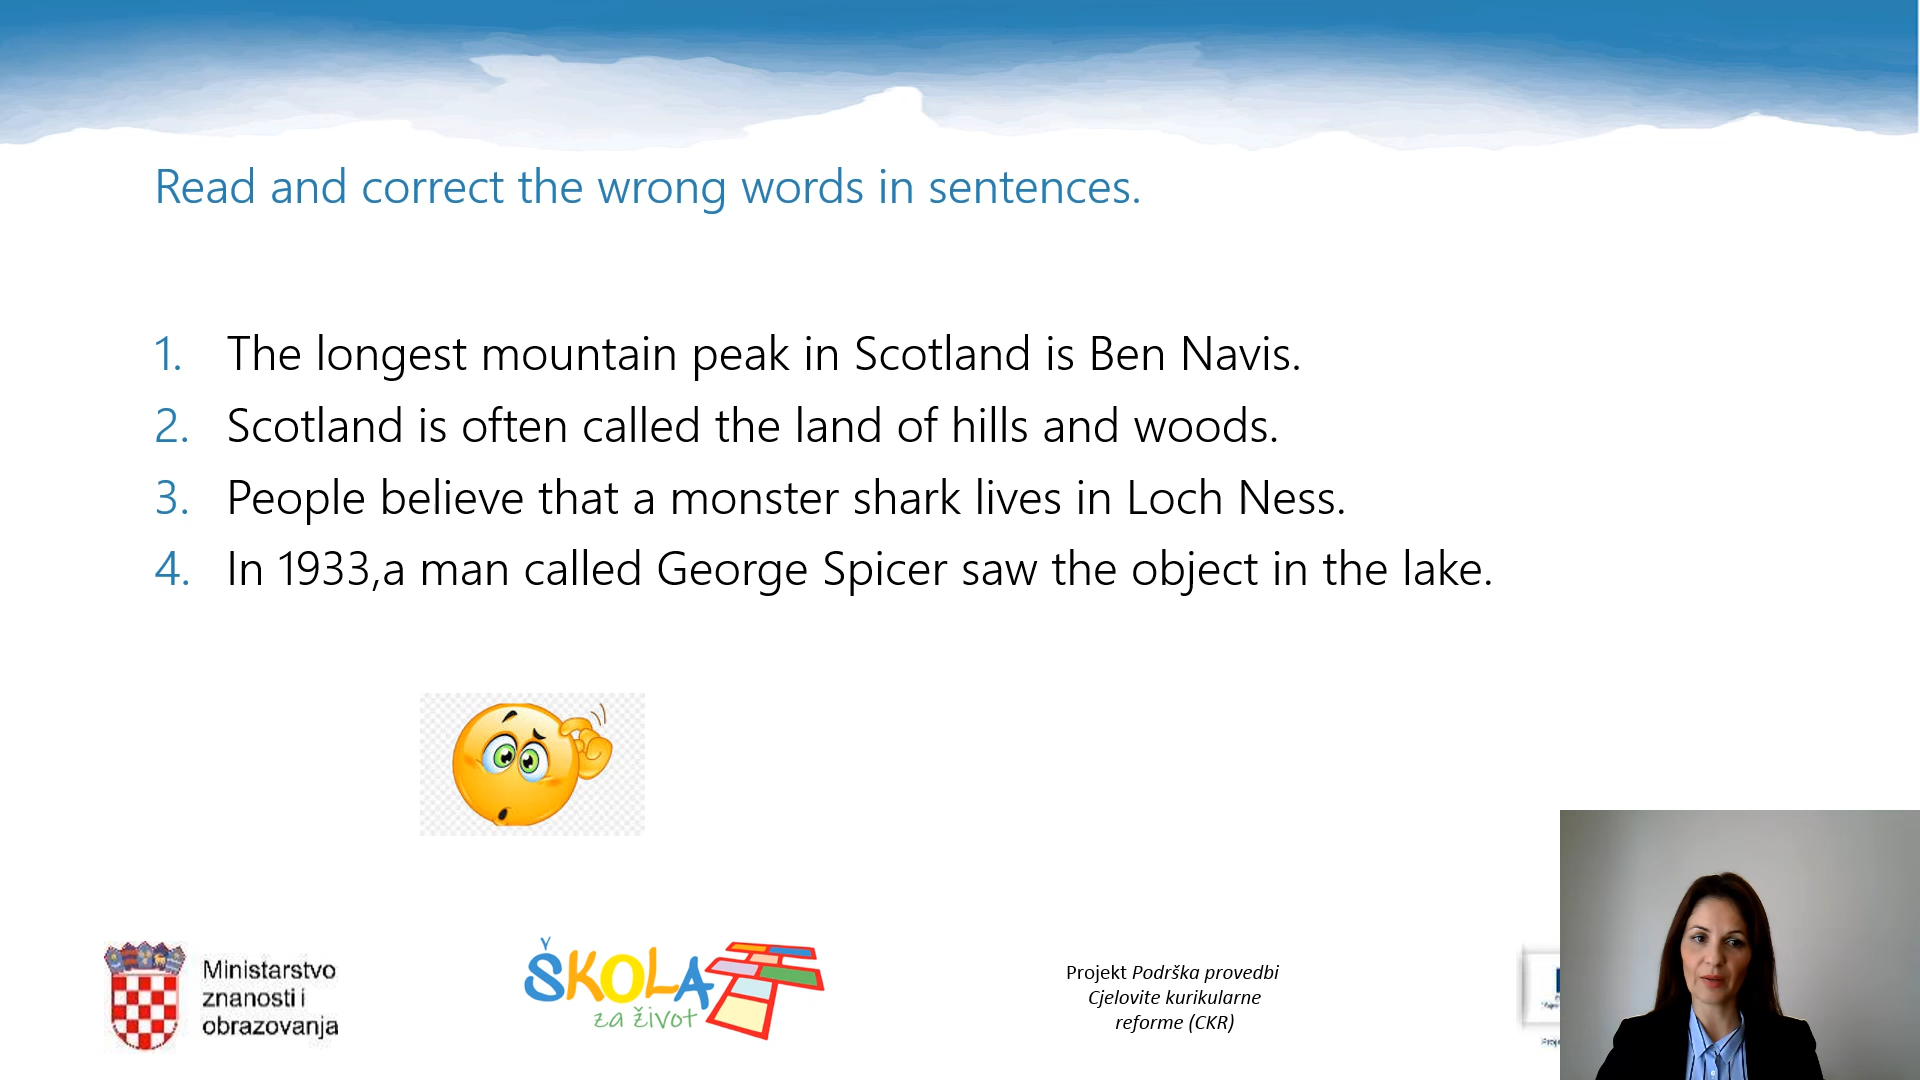 Read and correct the wrong words in sentences.
1. The longest mountain peak in Scotland is Ben Navis.
2. Scotland is often called the land of hills and woods.
3. People believe that a monster shark lives in Loch Ness.
4. In 1933,a man called George Spicer saw the object in the lake.
Ministarstvo
znanosti i
obrazovanja
ŠKOLA
za život
Projekt Podrška provedbi
Cjelovite kurikularne
reforme (CKR)